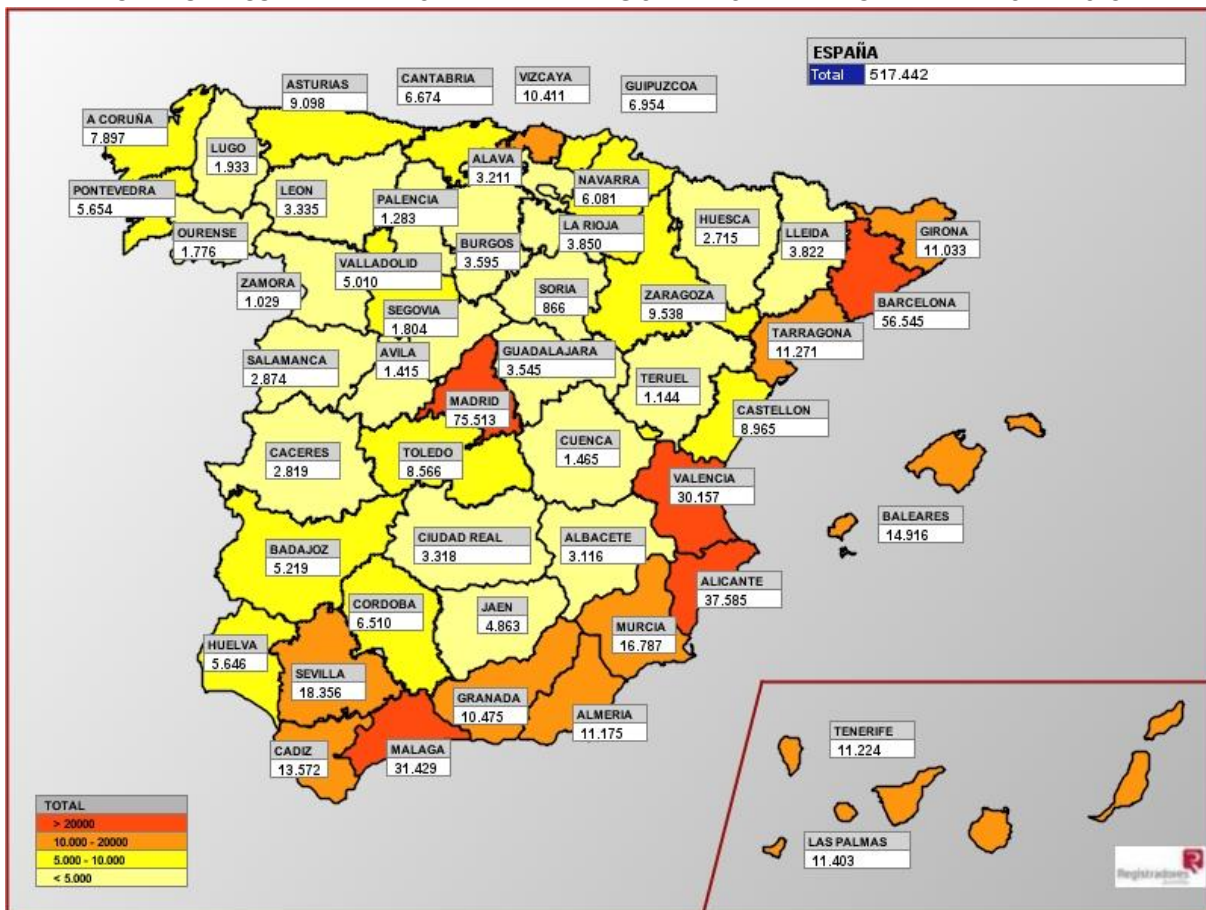 ESPAÑA
Total 517.442
ASTURIAS
9.098
CANTABRIA
6.674
VIZCAYA
10.411
GUIPUZCOA
6.954
A CORUÑA
7.897
LUGO
1.933
ALAVA
3.211
NAVARRA
6.081
PONTEVEDRA
5.654
LEON
3.335
PALENCIA
1.283
LA RIOJA
3.850
HUESCA
2.715
LLEIDA
3.822
GIRONA
11.033
OURENSE
1.776
BURGOS
3.595
VALLADOLID
5.010
ZAMORA
1.029
SORIA
866
ZARAGOZA
9.538
BARCELONA
56.545
SEGOVIA
1.804
TARRAGONA
11.271
SALAMANCA
2.874
AVILA
1.415
GUADALAJARA
3.545
TERUEL
1.144
MADRID
75.513
CASTELLON
8.965
CACERES
2.819
TOLEDO
8.566
CUENCA
1.465
VALENCIA
30.157
BALEARES
14.916
BADAJOZ
5.219
CIUDAD REAL
3.318
ALBACETE
3.116
ALICANTE
37.585
CORDOBA
6.510
JAEN
4.863
MURCIA
16.787
HUELVA
5.646
SEVILLA
18.356
GRANADA
10.475
ALMERIA
11.175
CADIZ
13.572
MALAGA
31.429
TENERIFE
11.224
LAS PALMAS
11.403
TOTAL
> 20000
10.000 - 20000
5.000 - 10.000
< 5.000
Registradores